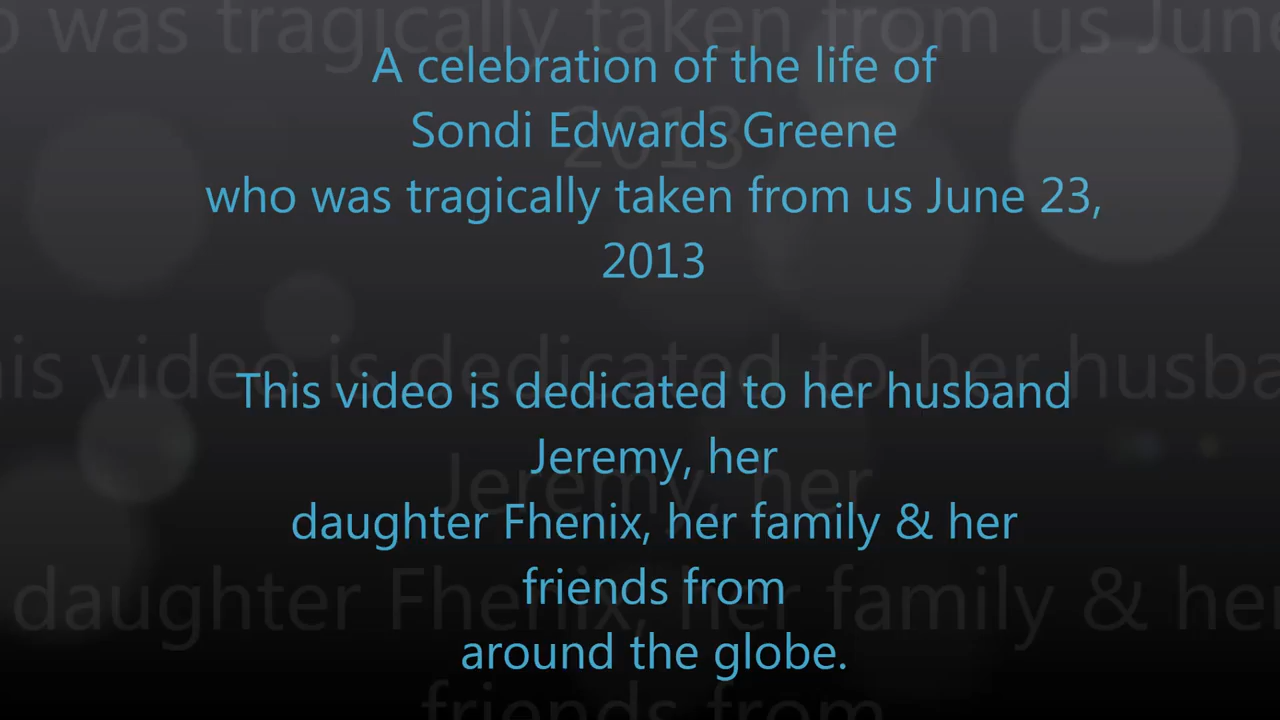 A celebration of the life of
Sondi Edwards Greene
who was tragically taken from us June 23,
2013
This video is dedicated to her husband
Jeremy, her
daughter Fhenix, her family & her
friends from
around the globe.